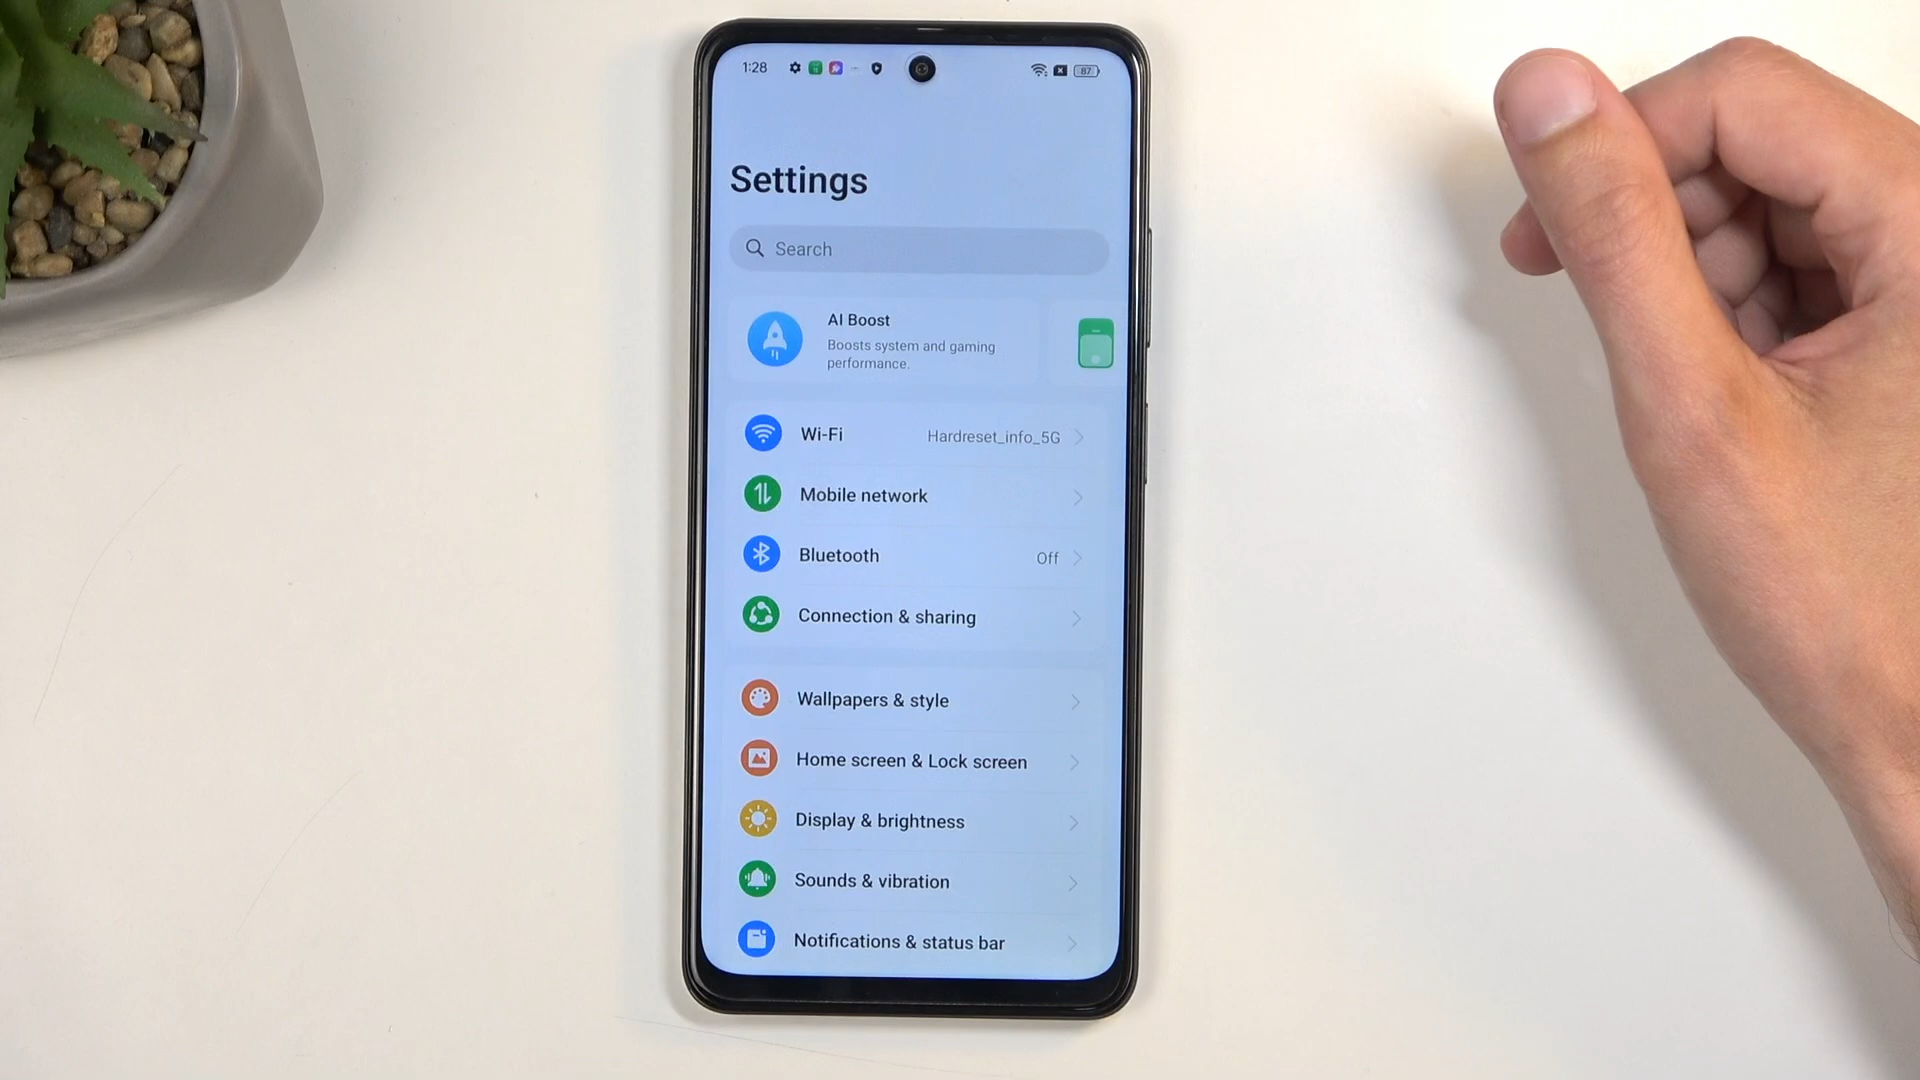 1:28
87
Settings
Search
AI Boost
Boosts system and gaming
performance.
Wi-Fi Hardreset_info_5G
Mobile network
Bluetooth Off
Connection & sharing
Wallpapers & style
Home screen & Lock screen
Display & brightness
Sounds & vibration
Notifications & status bar